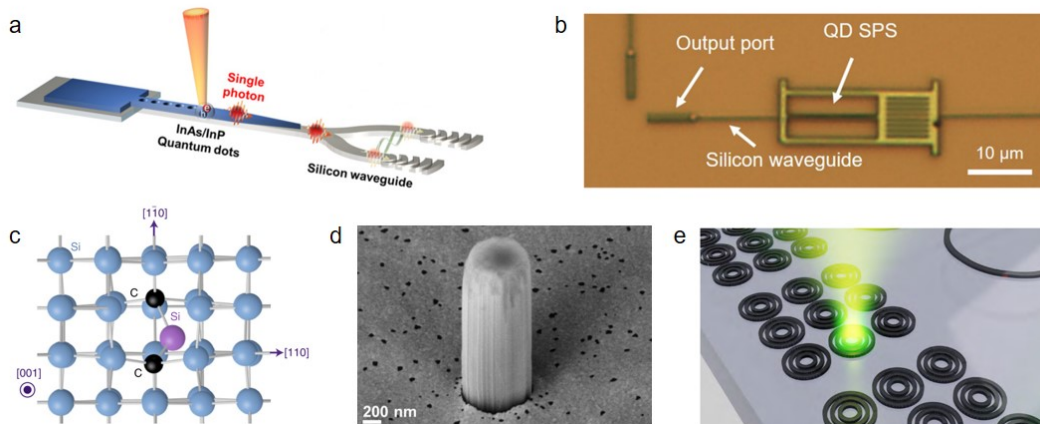 a
Single
photon
e
h
InAs/InP
Quantum dots
Silicon waveguide
b
Output port
QD SPS
Silicon waveguide
10 μm
c
[11̄0]
Si
C
Si
[110]
C
[001]
d
200 nm
e